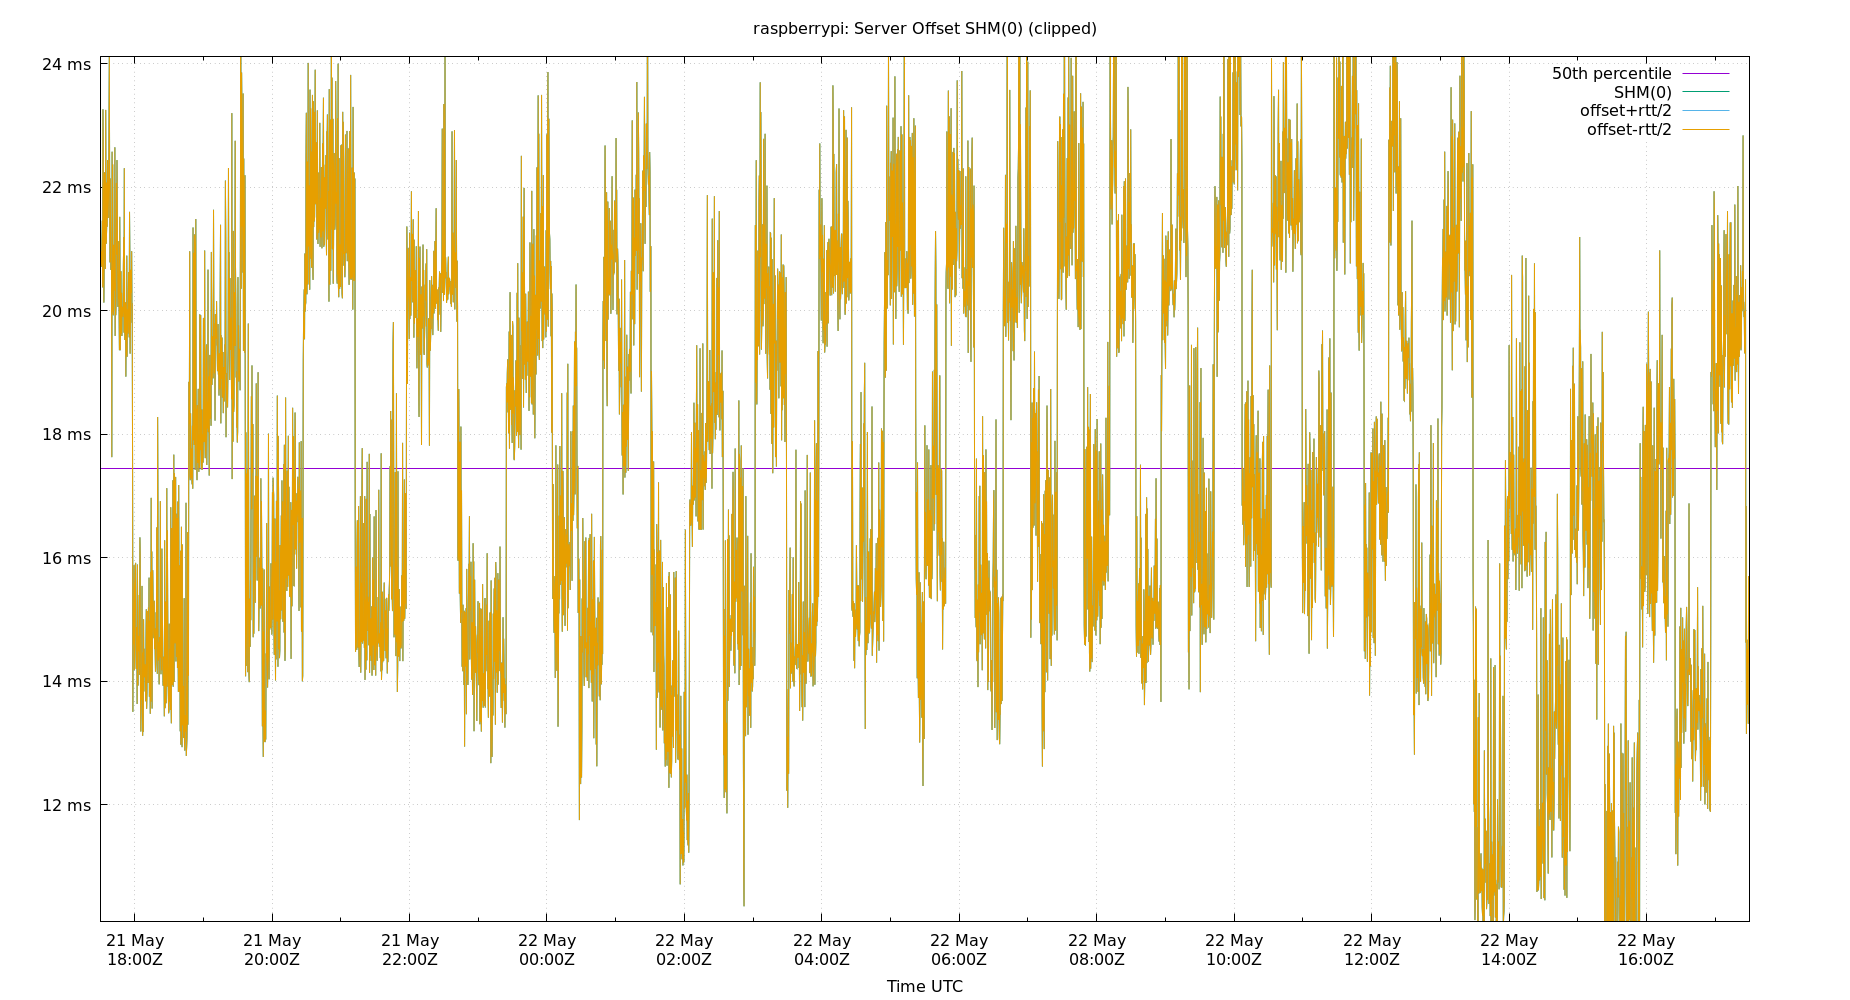 raspberrypi: Server Offset SHM(0) (clipped)
24 ms
22 ms
20 ms
18 ms
16 ms
14 ms
12 ms
50th percentile
SHM(0)
offset+rtt/2
offset-rtt/2
21 May 21 May 21 May 22 May 22 May 22 May 22 May 22 May 22 May 22 May 22 May 22 May
18:00Z 20:00Z 22:00Z 00:00Z 02:00Z 04:00Z 06:00Z 08:00Z 10:00Z 12:00Z 14:00Z 16:00Z
Time UTC